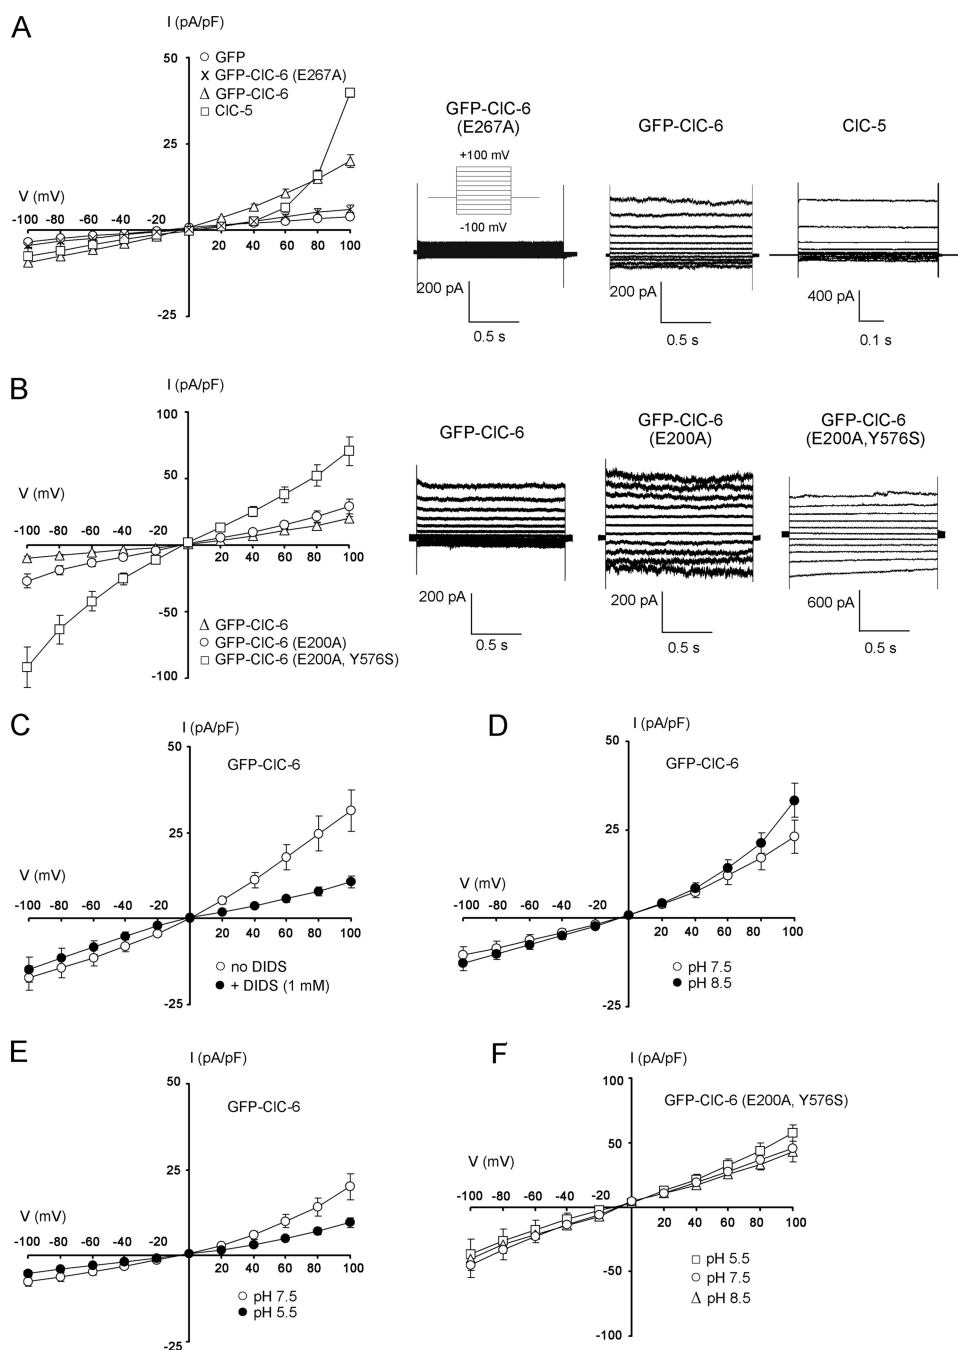 A
I (pA/pF)
50
25
-25
V (mV)
-100 -80 -60 -40 -20
20 40 60 80 100
GFP
GFP-ClC-6 (E267A)
GFP-ClC-6
ClC-5
GFP-ClC-6
(E267A)
+100 mV
-100 mV
200 pA
0.5 s
GFP-ClC-6
200 pA
0.5 s
ClC-5
400 pA
0.1 s
B
I (pA/pF)
100
50
-50
-100
V (mV)
-100 -80 -60 -40 -20
20 40 60 80 100
GFP-ClC-6
GFP-ClC-6 (E200A)
GFP-ClC-6 (E200A, Y576S)
GFP-ClC-6
200 pA
0.5 s
GFP-ClC-6
(E200A)
200 pA
0.5 s
GFP-ClC-6
(E200A,Y576S)
600 pA
0.5 s
C
I (pA/pF)
50
25
-25
GFP-ClC-6
V (mV)
-100 -80 -60 -40 -20
20 40 60 80 100
no DIDS
+ DIDS (1 mM)
D
I (pA/pF)
50
25
-25
GFP-ClC-6
V (mV)
-100 -80 -60 -40 -20
20 40 60 80 100
pH 7.5
pH 8.5
E
I (pA/pF)
50
25
-25
GFP-ClC-6
V (mV)
-100 -80 -60 -40 -20
20 40 60 80 100
pH 7.5
pH 5.5
F
I (pA/pF)
100
50
-50
-100
GFP-ClC-6 (E200A, Y576S)
V (mV)
-100 -80 -60 -40 -20
20 40 60 80 100
pH 5.5
pH 7.5
pH 8.5